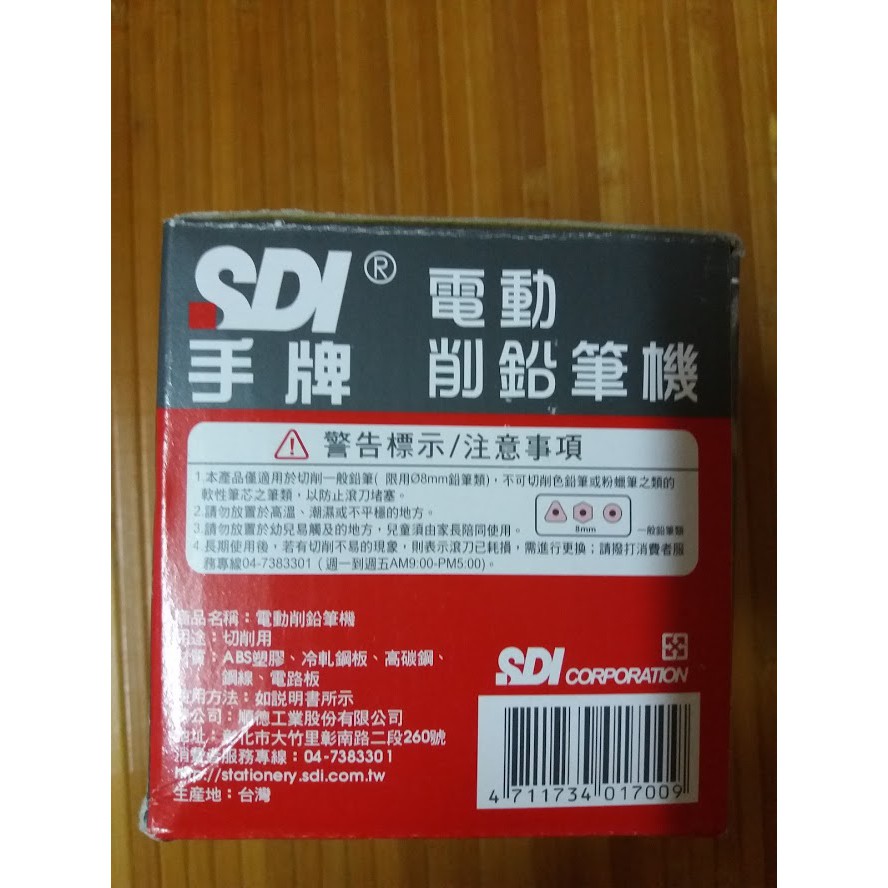 SDI® 電動
手牌 削鉛筆機
警告標示/注意事項
1.本產品僅適用於切削一般鉛筆( 限用Ø8mm鉛筆類)，不可切削色鉛筆或粉蠟筆之類的
軟性筆芯之筆類，以防止滾刀堵塞。
2.請勿放置於高溫、潮濕或不平穩的地方。
3.請勿放置於幼兒易觸及的地方，兒童須由家長陪同使用。
8mm
一般鉛筆類
4.長期使用後，若有切削不易的現象，則表示滾刀已耗損，需進行更換；請撥打消費者服
務專線04-7383301（週一到週五AM9:00-PM5:00)。
產品名稱：電動削鉛筆機
用途：切削用
材質：ABS塑膠、冷軋鋼板、高碳鋼、
鋼線、電路板
使用方法：如說明書所示
公司：順德工業股份有限公司
地址：彰化市大竹里彰南路二段260號
消費者服務專線：04-7383301
http://stationery.sdi.com.tw
生產地：台灣
SDI CORPORATION
4 711734 017009